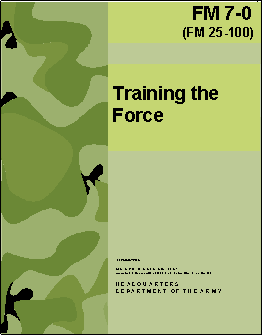 FM 7-0
(FM 25-100)
Training the
Force
HEADQUARTERS
DEPARTMENT OF THE ARMY